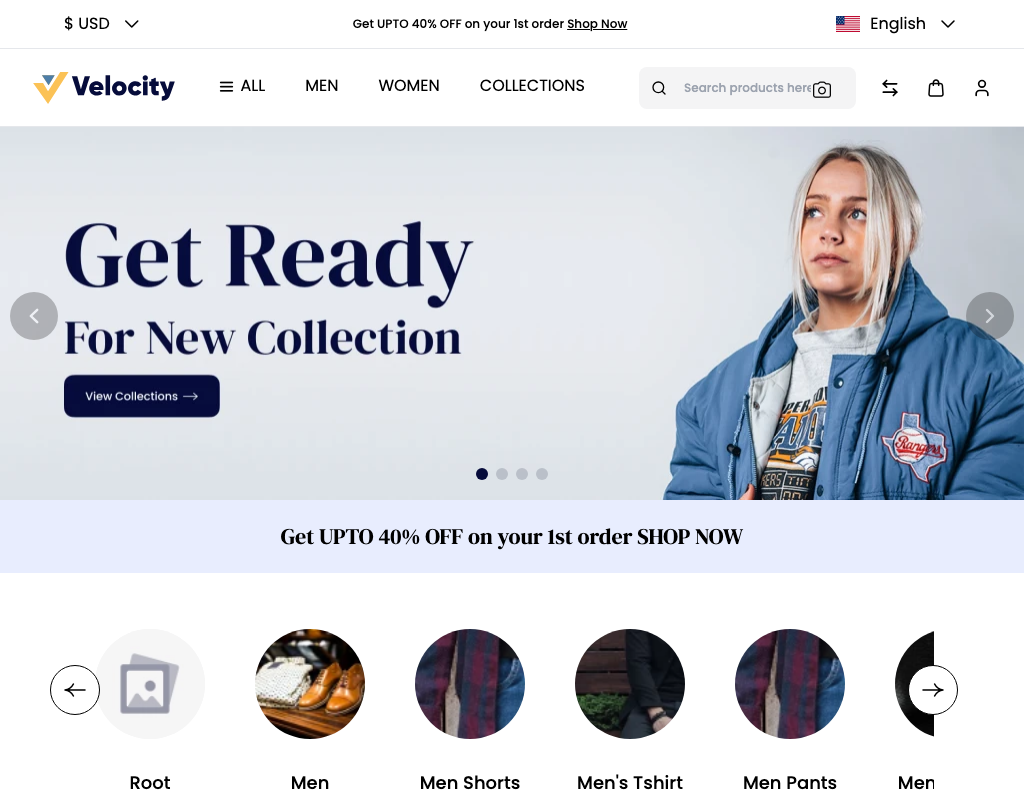 $ USD
Get UPTO 40% OFF on your 1st order Shop Now
English
Velocity
ALL
MEN
WOMEN
COLLECTIONS
Search products here
Get Ready
For New Collection
View Collections
Rangers
Get UPTO 40% OFF on your 1st order SHOP NOW
Root
Men
Men Shorts
Men's Tshirt
Men Pants
Men